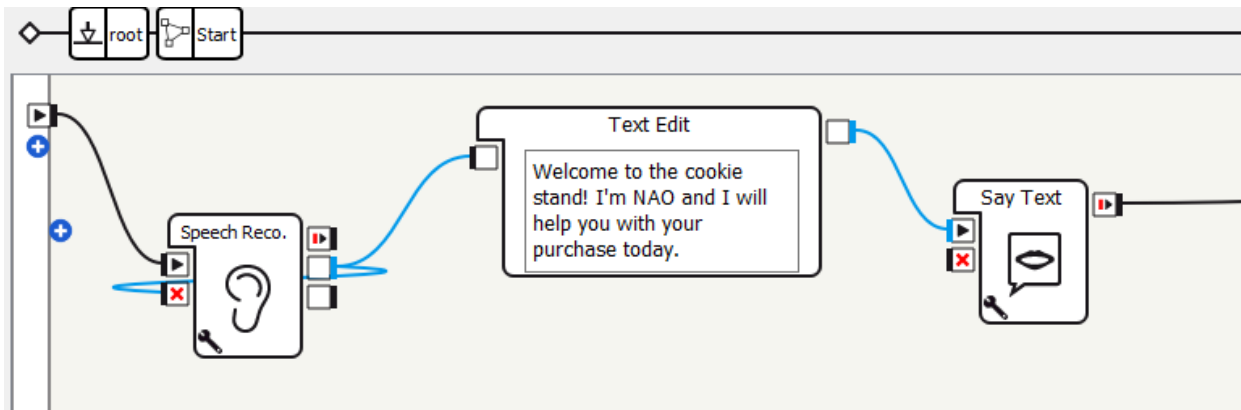 root
Start
Text Edit
Welcome to the cookie
stand! I'm NAO and I will
help you with your
purchase today.
Say Text
Speech Reco.